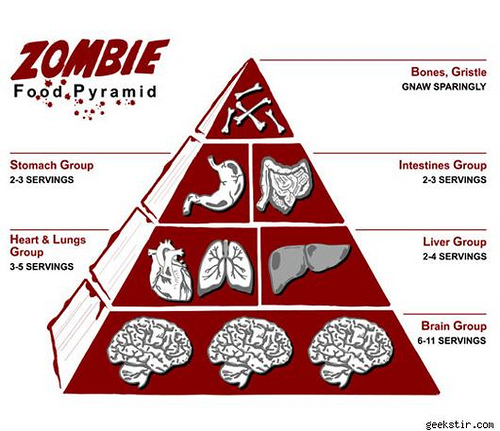 ZOMBIE
Food Pyramid
Bones, Gristle
GNAW SPARINGLY
Stomach Group
2-3 SERVINGS
Intestines Group
2-3 SERVINGS
Heart & Lungs
Group
3-5 SERVINGS
Liver Group
2-4 SERVINGS
Brain Group
6-11 SERVINGS
geekstir.com